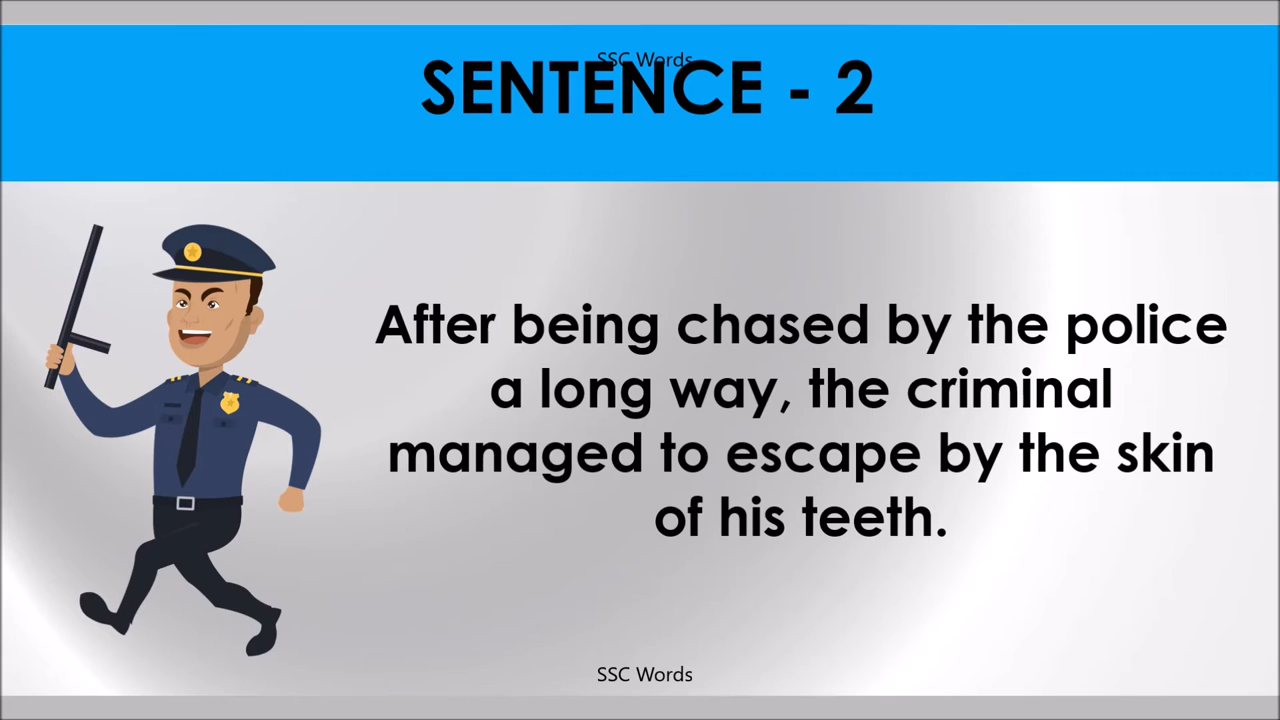 SSC Words
SENTENCE - 2
After being chased by the police
a long way, the criminal
managed to escape by the skin
of his teeth.
SSC Words